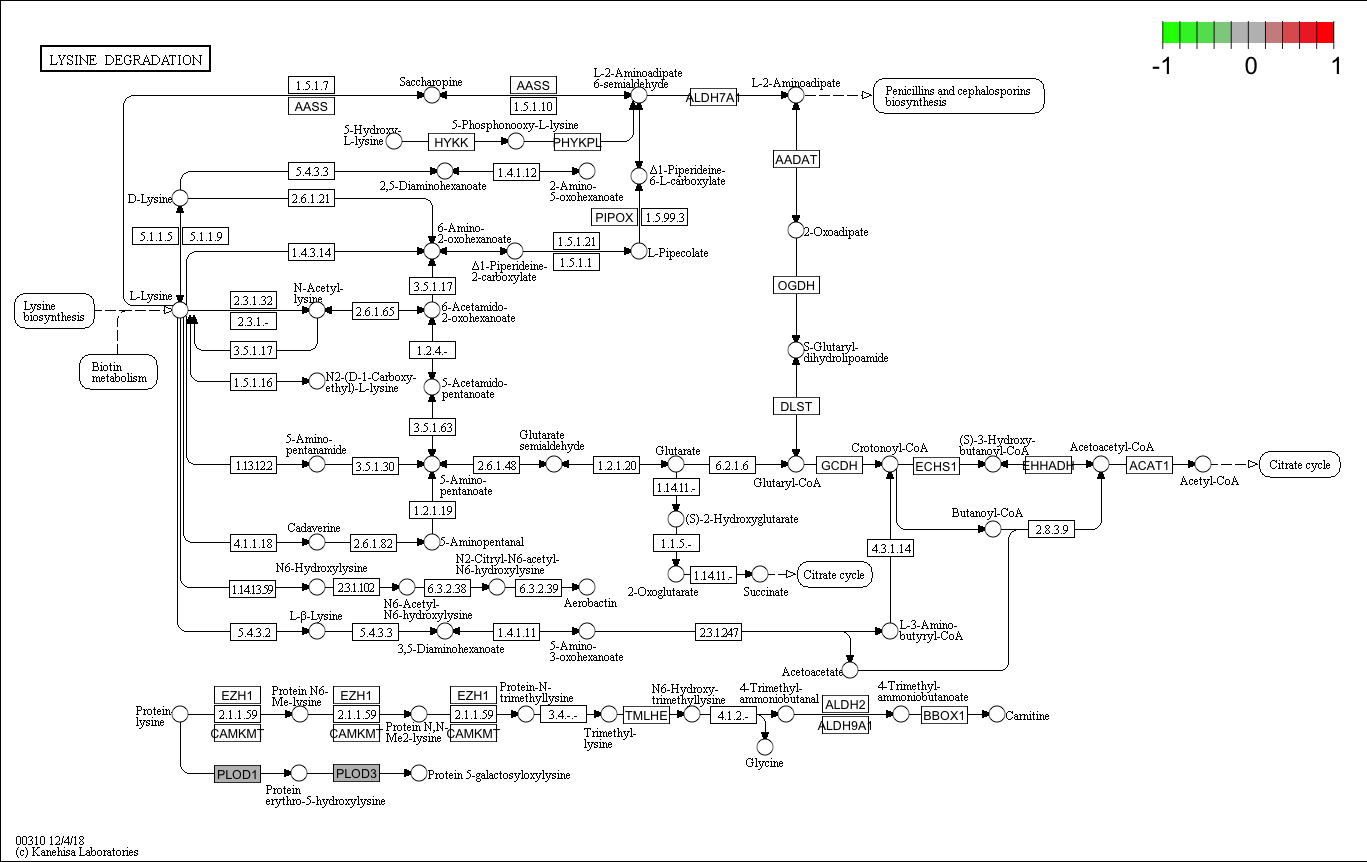 LYSINE DEGRADATION
-1 0 1
1.5.1.7
AASS
Saccharopine
AASS
1.5.1.10
L-2-Aminoadipate
6-semialdehyde
ALDH7A1
L-2-Aminoadipate
Penicillins and cephalosporins
biosynthesis
5-Hydroxy-
L-lysine
HYKK
5-Phosphonooxy-L-lysine
PHYKPL
AADAT
D-Lysine
5.4.3.3
2,5-Diaminohexanoate
1.4.1.12
2-Amino-
5-oxohexanoate
Δ1-Piperideine-
6-L-carboxylate
2.6.1.21
PIPOX
1.5.99.3
5.1.1.5
5.1.1.9
6-Amino-
2-oxohexanoate
2-Oxoadipate
1.4.3.14
Δ1-Piperideine-
2-carboxylate
1.5.1.21
1.5.1.1
L-Pipecolate
3.5.1.17
OGDH
Lysine
biosynthesis
L-Lysine
2.3.1.32
2.3.1.-
N-Acetyl-
lysine
2.6.1.65
6-Acetamido-
2-oxohexanoate
3.5.1.17
1.2.4.-
S-Glutaryl-
dihydrolipoamide
Biotin
metabolism
1.5.1.16
N2-(D-1-Carboxy-
ethyl)-L-lysine
5-Acetamido-
pentanoate
DLST
3.5.1.63
1.13.12.2
5-Amino-
pentanamide
3.5.1.30
5-Amino-
pentanoate
2.6.1.48
Glutarate
semialdehyde
1.2.1.20
Glutarate
6.2.1.6
Glutaryl-CoA
GCDH
Crotonoyl-CoA
ECHS1
(S)-3-Hydroxy-
butanoyl-CoA
EHHADH
Acetoacetyl-CoA
ACAT1
Acetyl-CoA
Citrate cycle
1.14.11.-
1.2.1.19
(S)-2-Hydroxyglutarate
Butanoyl-CoA
2.8.3.9
4.1.1.18
Cadaverine
2.6.1.82
5-Aminopentanal
1.1.5.-
4.3.1.14
2-Oxoglutarate
1.14.11.-
Succinate
Citrate cycle
1.14.13.59
N6-Hydroxylysine
2.3.1.102
N6-Acetyl-
N6-hydroxylysine
6.3.2.38
N2-Citryl-N6-acetyl-
N6-hydroxylysine
6.3.2.39
Aerobactin
5.4.3.2
L-β-Lysine
5.4.3.3
3,5-Diaminohexanoate
1.4.1.11
5-Amino-
3-oxohexanoate
2.3.1.247
L-3-Amino-
butyryl-CoA
Acetoacetate
Protein
lysine
EZH1
2.1.1.59
CAMKMT
Protein N6-
Me-lysine
EZH1
2.1.1.59
CAMKMT
Protein N,N-
Me2-lysine
EZH1
2.1.1.59
CAMKMT
Protein-N-
trimethyllysine
3.4.-.-
Trimethyl-
lysine
TMLHE
N6-Hydroxy-
trimethyllysine
4.1.2.-
Glycine
4-Trimethyl-
ammoniobutanal
ALDH2
ALDH9A1
4-Trimethyl-
ammoniobutanoate
BBOX1
Carnitine
PLOD1
Protein
erythro-5-hydroxylysine
PLOD3
Protein 5-galactosyloxylysine
00310 12/4/18
(c) Kanehisa Laboratories